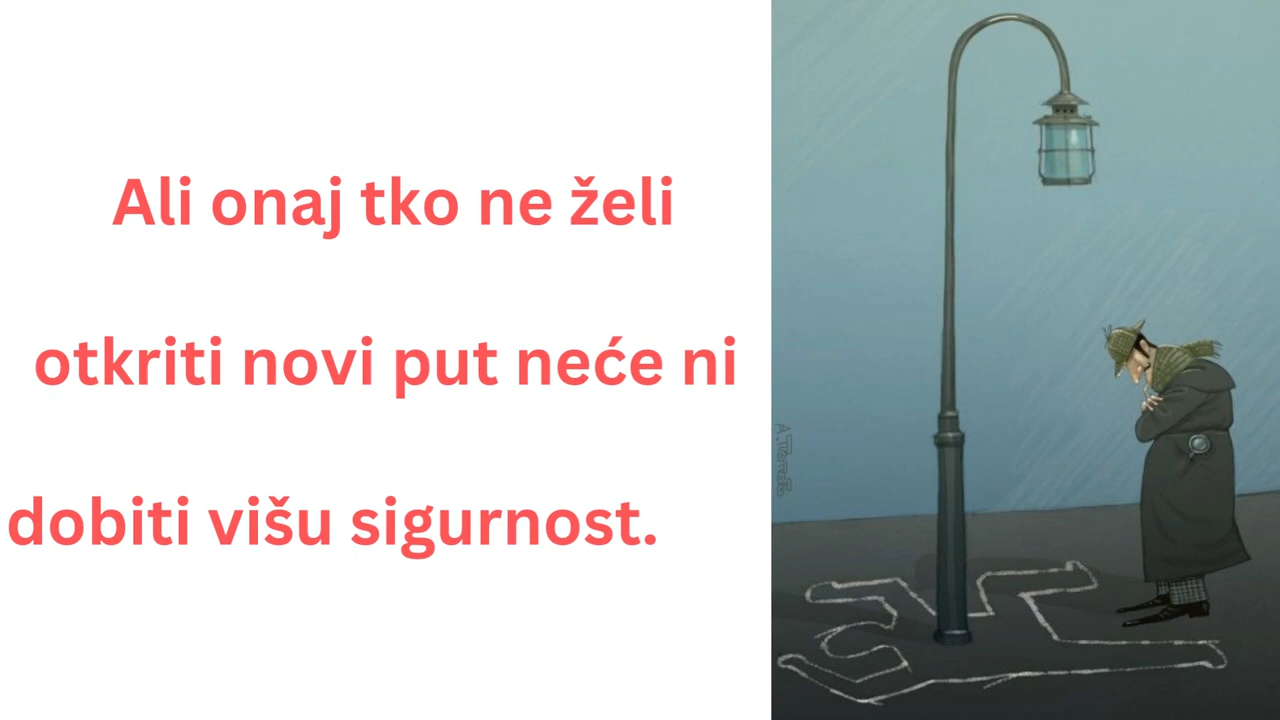 Ali onaj tko ne želi
otkriti novi put neće ni
dobiti višu sigurnost.